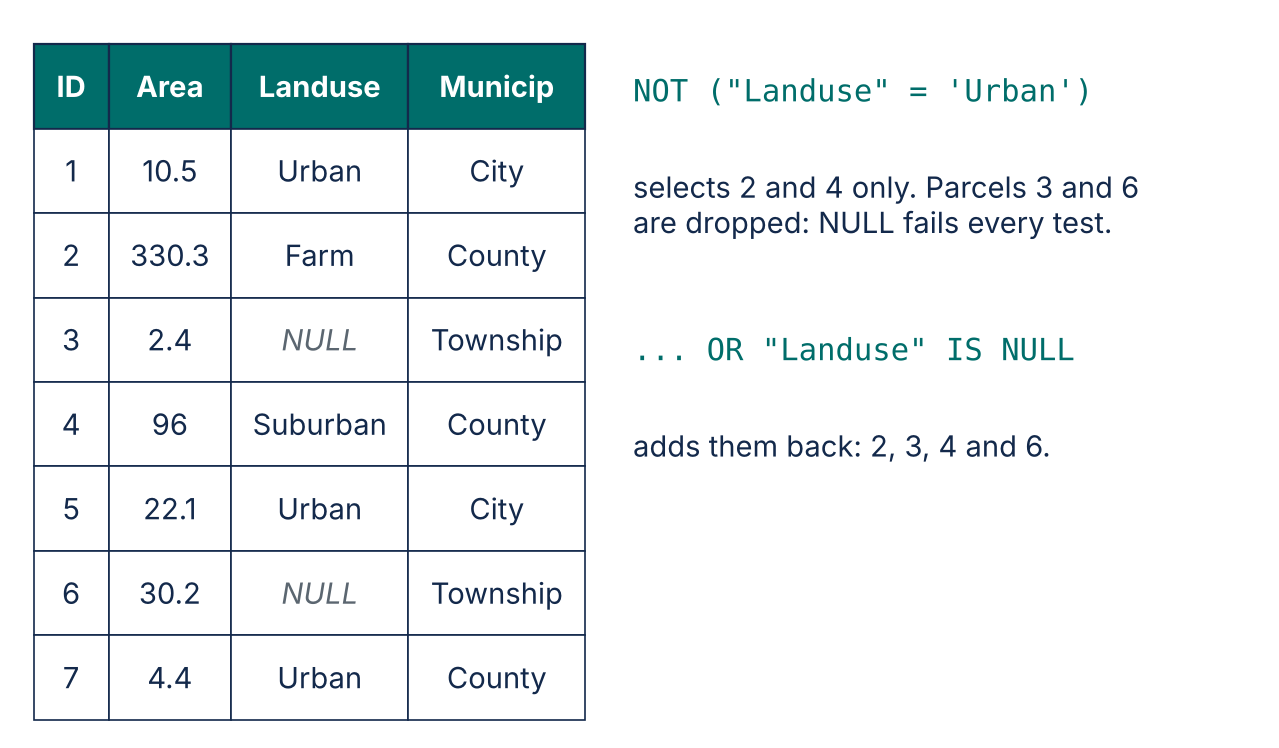 ID Area Landuse Municip
1 10.5 Urban City
2 330.3 Farm County
3 2.4 NULL Township
4 96 Suburban County
5 22.1 Urban City
6 30.2 NULL Township
7 4.4 Urban County
NOT ("Landuse" = 'Urban')
selects 2 and 4 only. Parcels 3 and 6
are dropped: NULL fails every test.
... OR "Landuse" IS NULL
adds them back: 2, 3, 4 and 6.